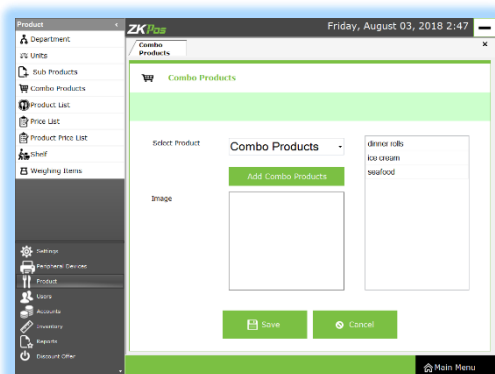 Product <
Department
Units
Sub Products
Combo Products
Product List
Price List
Product Price List
Shelf
Weighing Items
Settings
Peripheral Devices
Product
Users
Accounts
Inventory
Reports
Discount Offer
ZKPos
Friday, August 03, 2018 2:47
Combo
Products
×
Combo Products
Select Product
Combo Products
Add Combo Products
Image
dinner rolls
ice cream
seafood
Save
Cancel
Main Menu